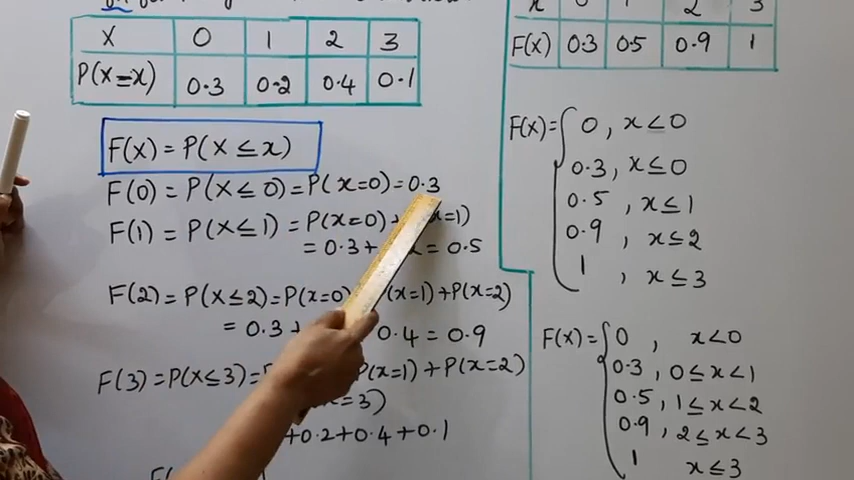 X 0 1 2 3
P(X=x) 0.3 0.2 0.4 0.1
F(x) = P(X ≤ x)
F(0) = P(X ≤ 0) = P(x=0) = 0.3
F(1) = P(X ≤ 1) = P(x=0) + x=1)
= 0.3 + = 0.5
F(2) = P(X ≤ 2) = P(x=0) (x=1) + P(x=2)
= 0.3 + 0.4 = 0.9
F(3) = P(X ≤ 3) = P(x=1) + P(x=2)
x=3)
+0.2+0.4+0.1
x 0 1 2 3
F(x) 0.3 0.5 0.9 1
F(x) = { 0 , x ≤ 0
0.3 , x ≤ 0
0.5 , x ≤ 1
0.9 , x ≤ 2
1 , x ≤ 3
F(x) = { 0 , x < 0
0.3 , 0 ≤ x < 1
0.5 , 1 ≤ x < 2
0.9 , 2 ≤ x < 3
1 x ≤ 3